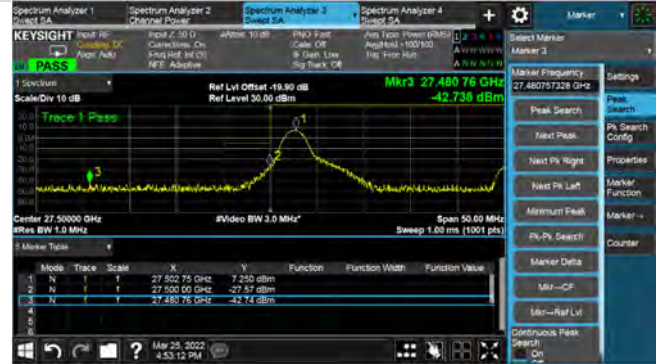 Spectrum Analyzer 1
Swept SA
Spectrum Analyzer 2
Channel Power
Spectrum Analyzer 3
Swept SA
Spectrum Analyzer 4
Swept SA
+
Marker
KEYSIGHT
Input: RF
Coupling: DC
Align: Auto
Input Z: 50 Ω
Corrections: On
Freq Ref: Int (S)
NFE: Adaptive
#Atten: 10 dB
PNO: Fast
Gate: Off
IF Gain: Low
Sig Track: Off
Avg Type: Power (RMS)
Avg|Hold: >100/100
Trig: Free Run
PASS
Select Marker
Marker 3
Marker Frequency
27.480757328 GHz
Settings
Peak Search
Next Peak
Next Pk Right
Next Pk Left
Minimum Peak
Pk-Pk Search
Marker Delta
Mkr→CF
Mkr→Ref Lvl
Continuous Peak
Search
On
Off
Peak
Search
Pk Search
Config
Properties
Marker
Function
Marker→
Counter
1 Spectrum
Scale/Div 10 dB
Ref Lvl Offset -19.90 dB
Ref Level 30.00 dBm
Mkr3 27.480 76 GHz
-42.736 dBm
Trace 1 Pass
1
2
3
Center 27.50000 GHz
#Res BW 1.0 MHz
#Video BW 3.0 MHz*
Span 50.00 MHz
Sweep 1.00 ms (1001 pts)
5 Marker Table
Mode Trace Scale X Y Function Function Width Function Value
1 N 1 f 27.502 75 GHz 7.250 dBm
2 N 1 f 27.500 00 GHz -27.57 dBm
3 N 1 f 27.480 76 GHz -42.74 dBm
4
5
6
?
Mar 25, 2022
4:53:12 PM